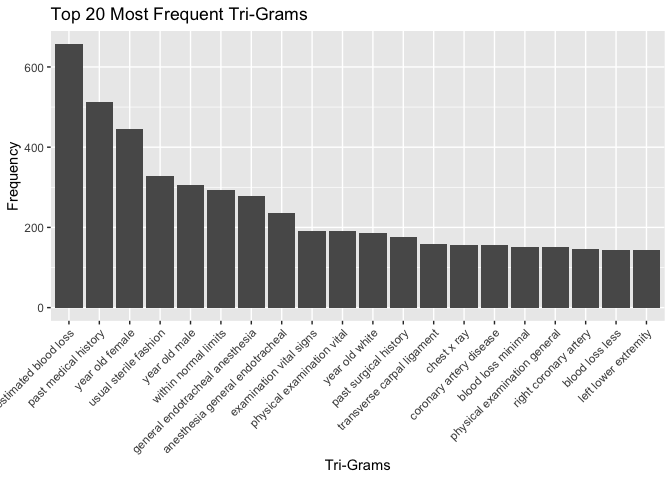 Top 20 Most Frequent Tri-Grams
Frequency
600
400
200
0
estimated blood loss
past medical history
year old female
usual sterile fashion
year old male
within normal limits
general endotracheal anesthesia
anesthesia general endotracheal
examination vital signs
physical examination vital
year old white
past surgical history
transverse carpal ligament
chest x ray
coronary artery disease
blood loss minimal
physical examination general
right coronary artery
blood loss less
left lower extremity
Tri-Grams